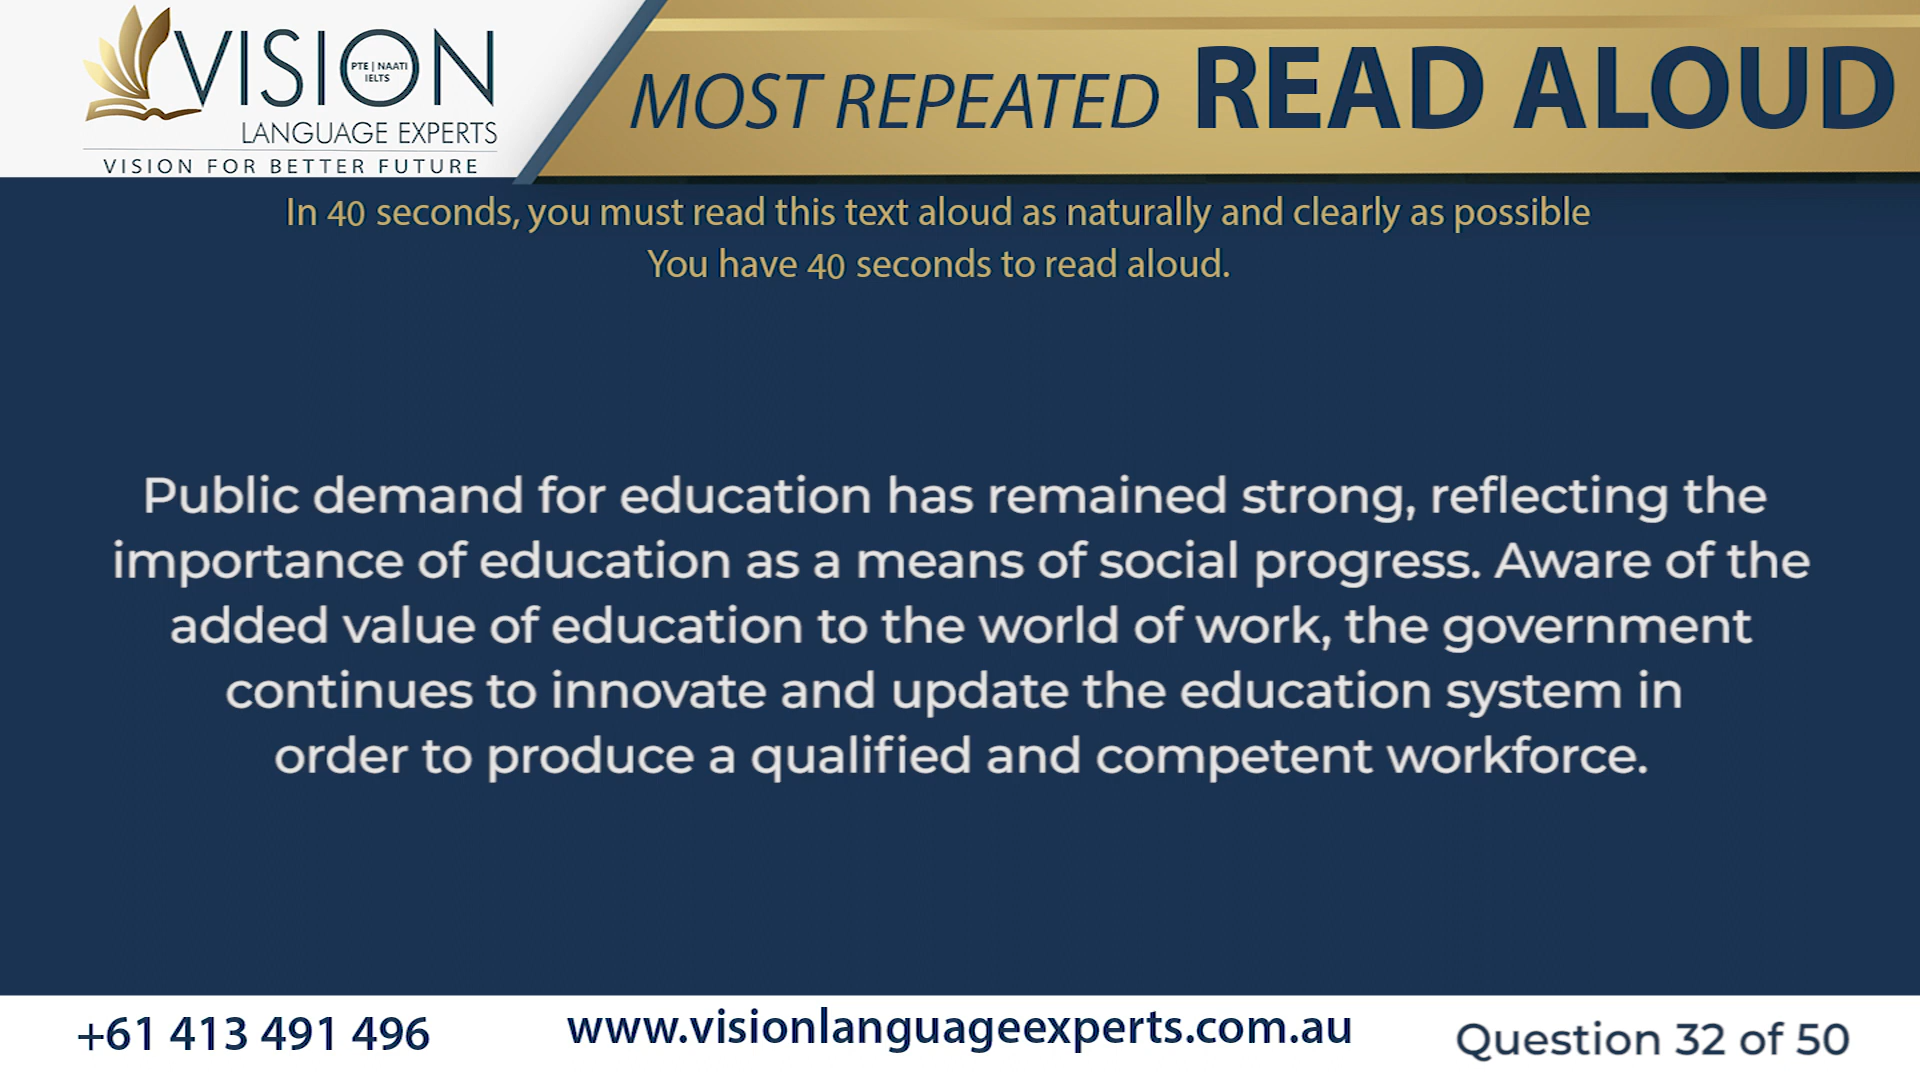 VISION
PTE | NAATI
IELTS
LANGUAGE EXPERTS
VISION FOR BETTER FUTURE
MOST REPEATED READ ALOUD
In 40 seconds, you must read this text aloud as naturally and clearly as possible
You have 40 seconds to read aloud.
Public demand for education has remained strong, reflecting the
importance of education as a means of social progress. Aware of the
added value of education to the world of work, the government
continues to innovate and update the education system in
order to produce a qualified and competent workforce.
+61 413 491 496
www.visionlanguageexperts.com.au
Question 32 of 50